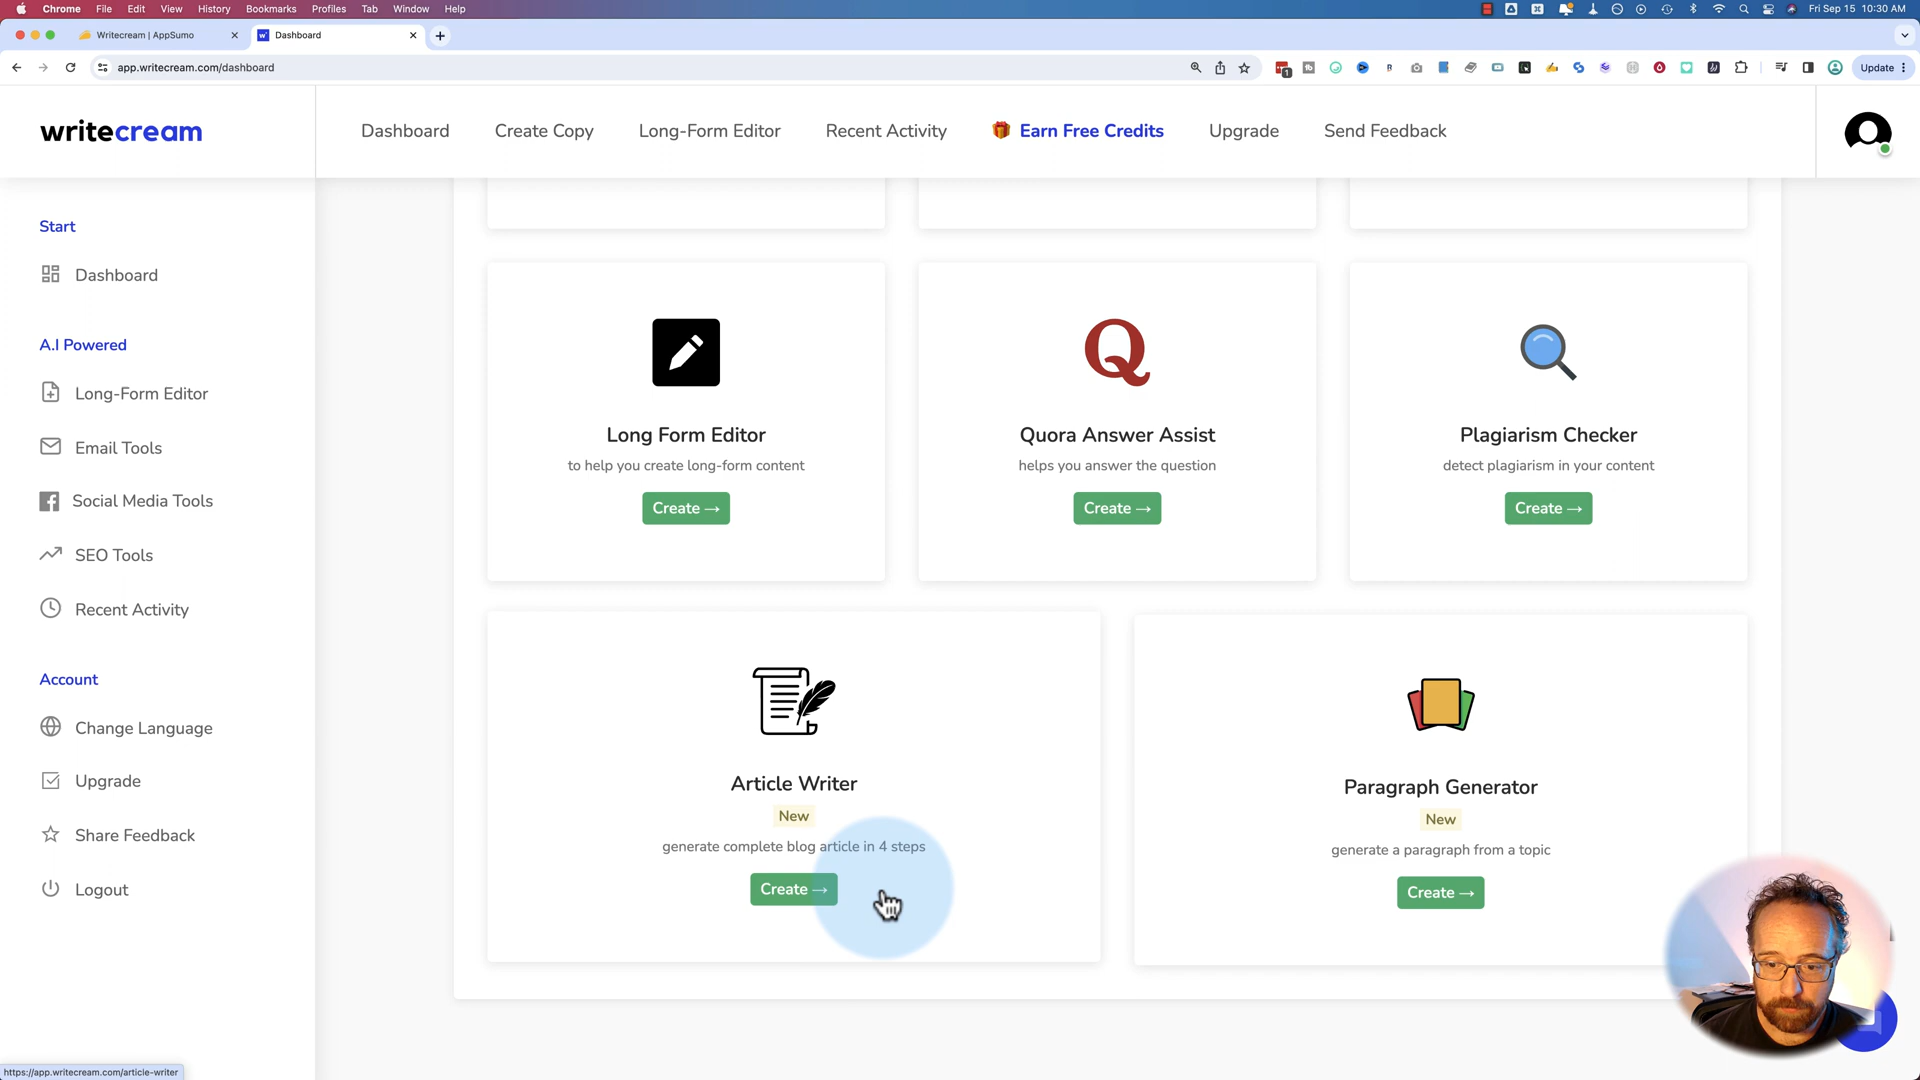 Chrome File Edit View History Bookmarks Profiles Tab Window Help
Fri Sep 15 10:30 AM
Writecream | AppSumo
Dashboard
app.writecream.com/dashboard
1
Update
writecream
Dashboard
Create Copy
Long-Form Editor
Recent Activity
Earn Free Credits
Upgrade
Send Feedback
Start
Dashboard
A.I Powered
Long-Form Editor
Email Tools
Social Media Tools
SEO Tools
Recent Activity
Account
Change Language
Upgrade
Share Feedback
Logout
Long Form Editor
to help you create long-form content
Create →
Q
Quora Answer Assist
helps you answer the question
Create →
Plagiarism Checker
detect plagiarism in your content
Create →
Article Writer
New
generate complete blog article in 4 steps
Create →
Paragraph Generator
New
generate a paragraph from a topic
Create →
https://app.writecream.com/article-writer